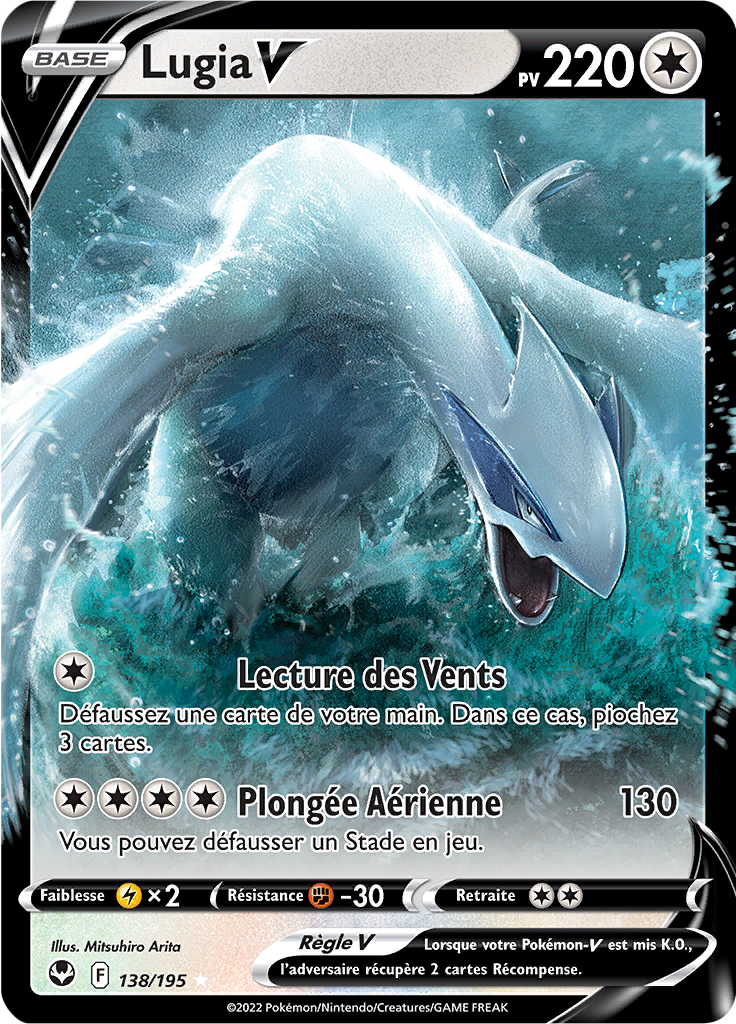 BASE Lugia V PV 220
Lecture des Vents
Défaussez une carte de votre main. Dans ce cas, piochez
3 cartes.
Plongée Aérienne 130
Vous pouvez défausser un Stade en jeu.
Faiblesse ×2 Résistance -30 Retraite
Illus. Mitsuhiro Arita
Règle V Lorsque votre Pokémon-V est mis K.O.,
l'adversaire récupère 2 cartes Récompense.
F 138/195
©2022 Pokémon/Nintendo/Creatures/GAME FREAK